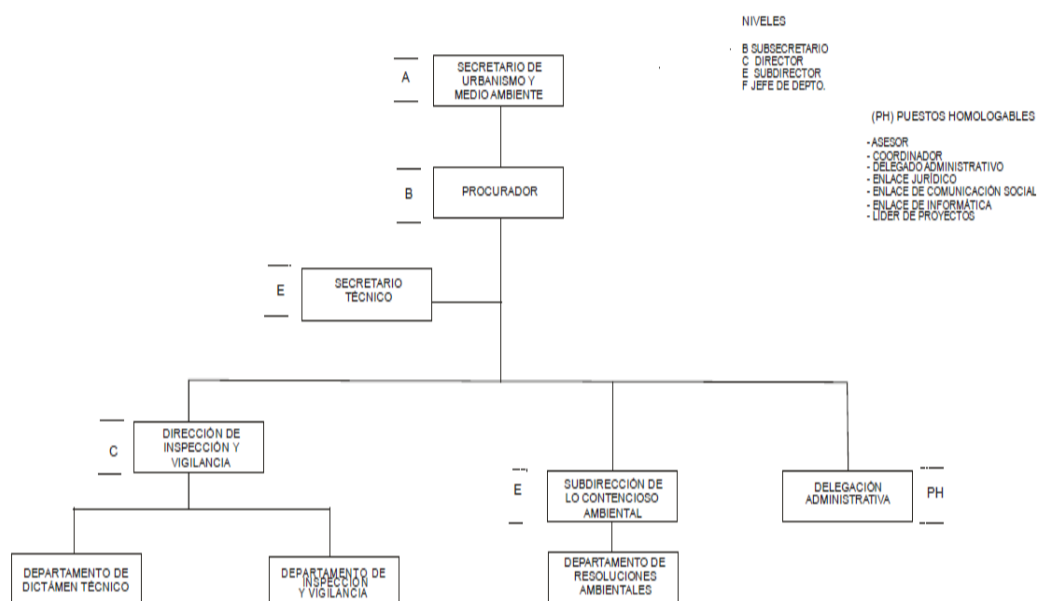 NIVELES
B SUBSECRETARIO
C DIRECTOR
E SUBDIRECTOR
F JEFE DE DEPTO.
(PH) PUESTOS HOMOLOGABLES
- ASESOR
- COORDINADOR
- DELEGADO ADMINISTRATIVO
- ENLACE JURÍDICO
- ENLACE DE COMUNICACIÓN SOCIAL
- ENLACE DE INFORMÁTICA
- LÍDER DE PROYECTOS
A
SECRETARIO DE
URBANISMO Y
MEDIO AMBIENTE
B
PROCURADOR
E
SECRETARIO
TÉCNICO
C
DIRECCIÓN DE
INSPECCIÓN Y
VIGILANCIA
E
SUBDIRECCIÓN DE
LO CONTENCIOSO
AMBIENTAL
DELEGACIÓN
ADMINISTRATIVA
PH
DEPARTAMENTO DE
DICTÁMEN TÉCNICO
DEPARTAMENTO DE
INSPECCIÓN
Y VIGILANCIA
DEPARTAMENTO DE
RESOLUCIONES
AMBIENTALES